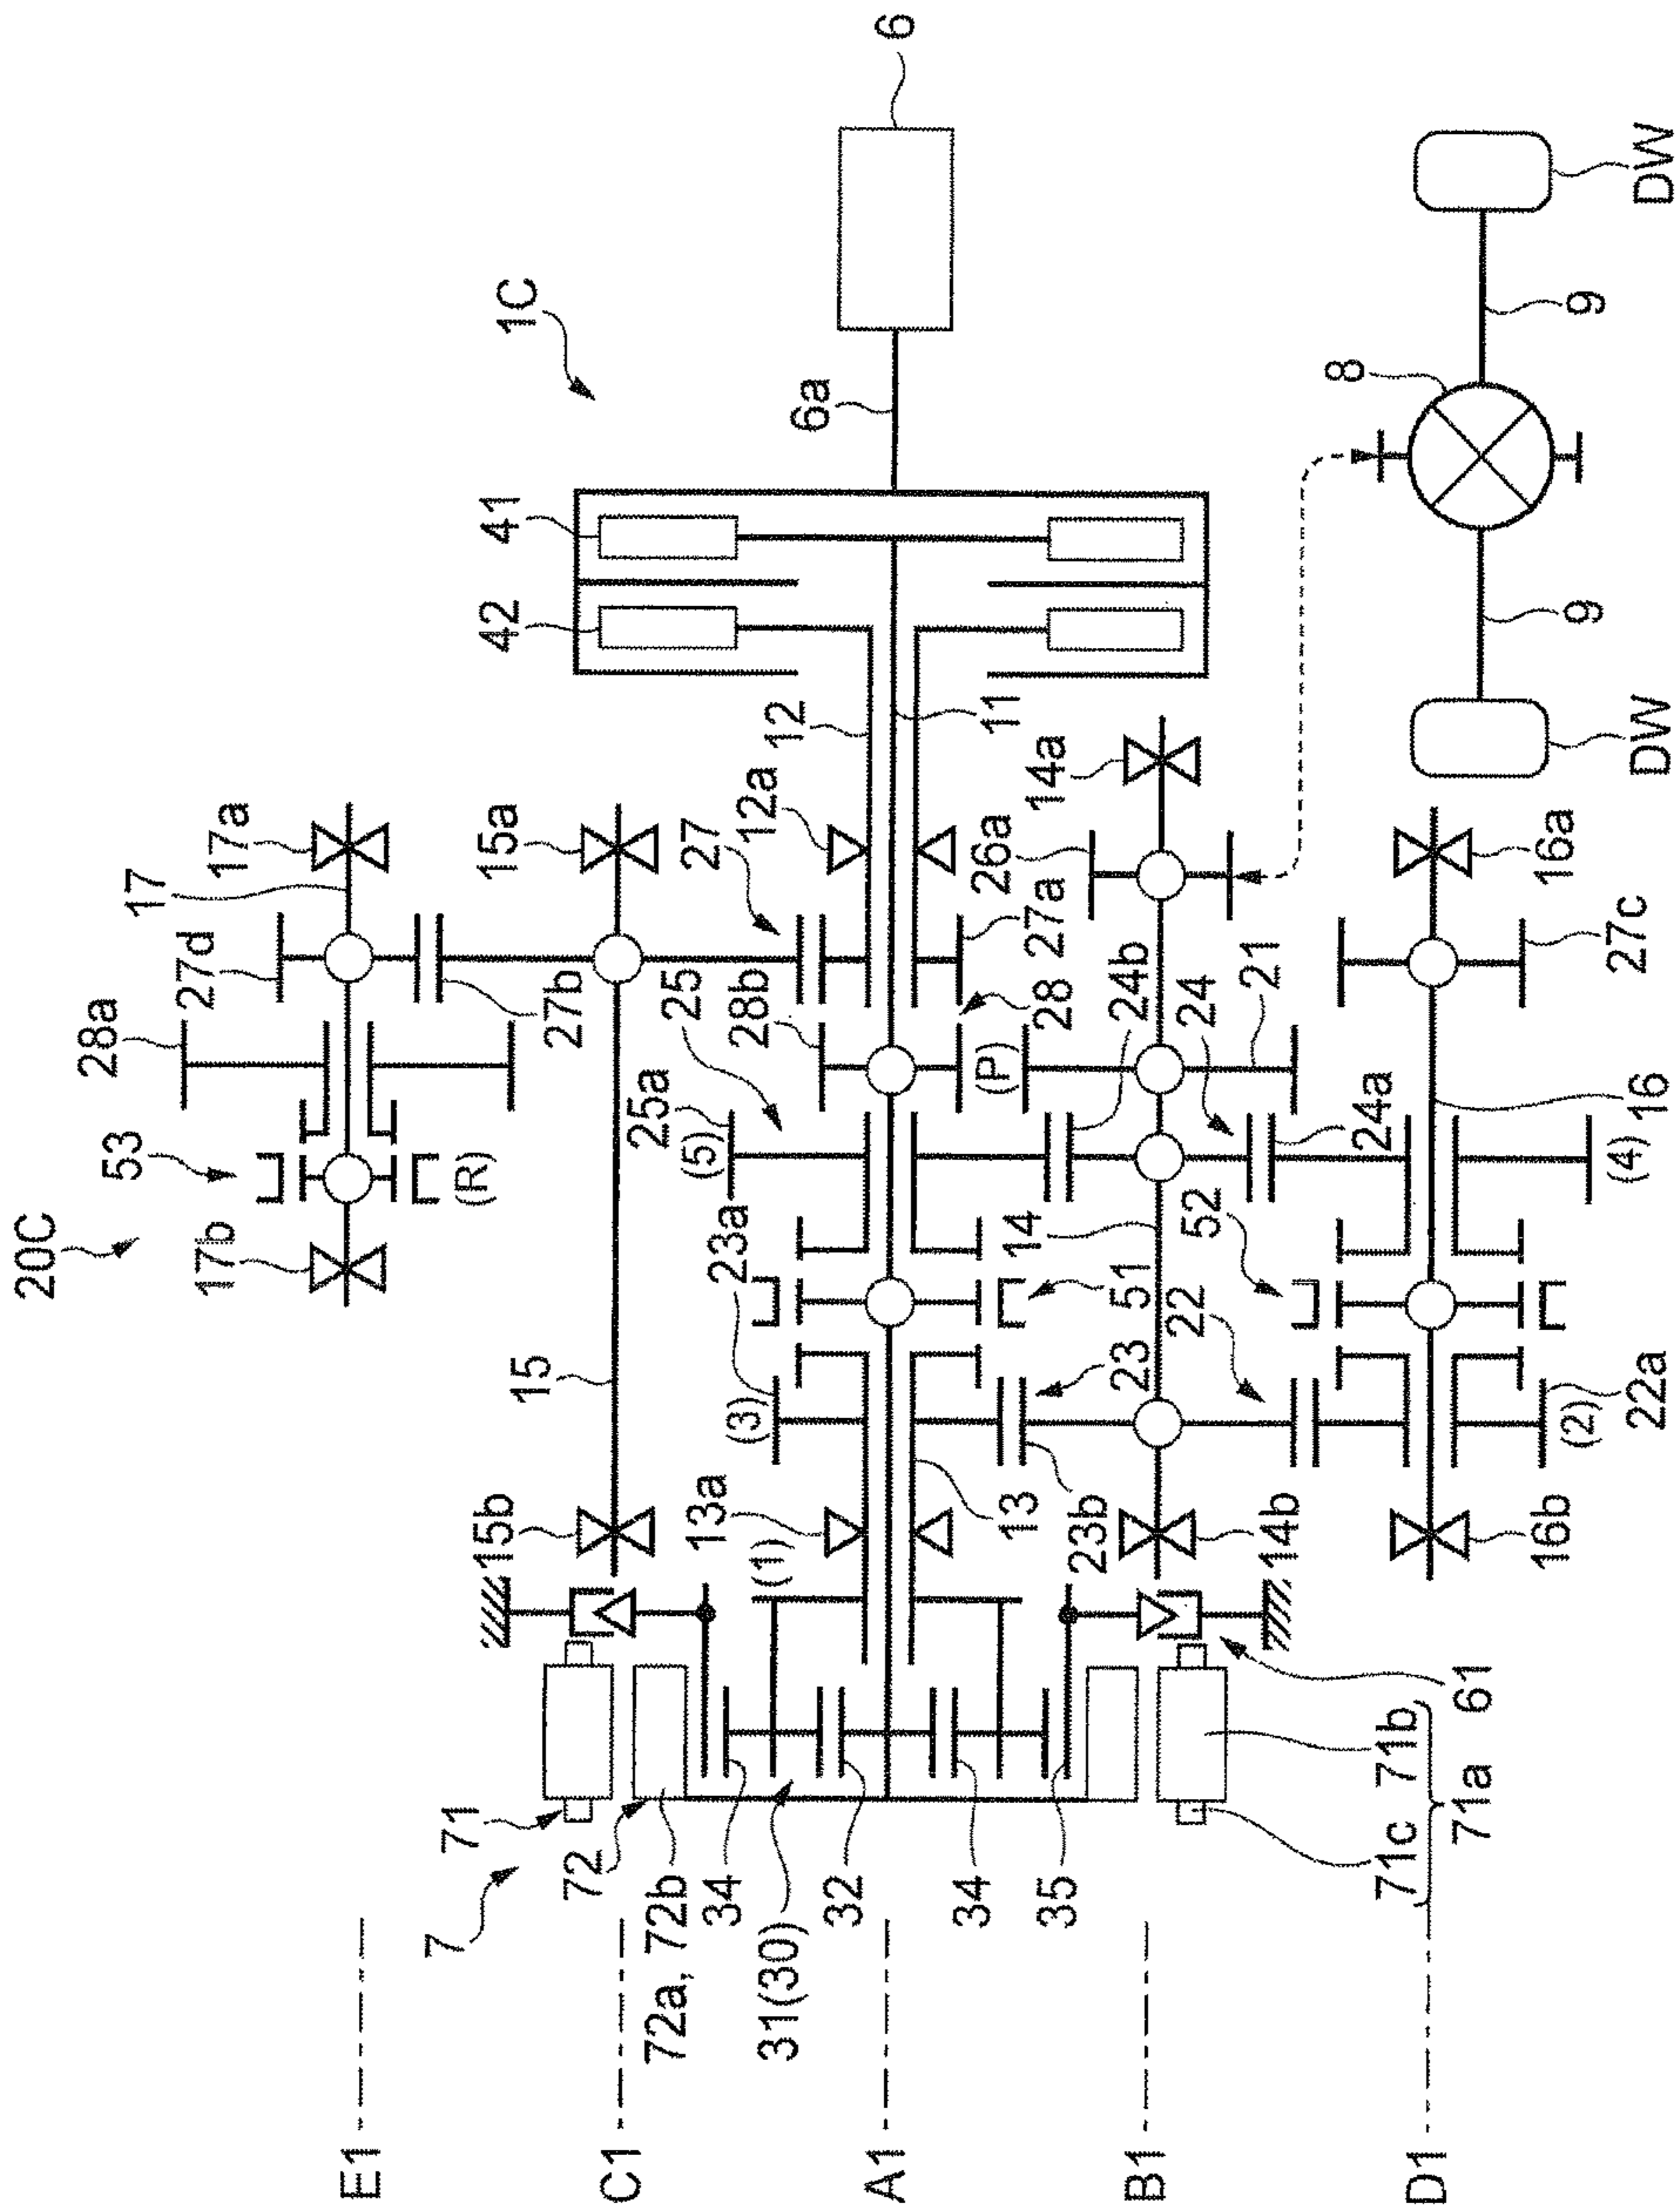 6
1C
6a
41
42
12
11
14a
DW
9
8
9
DW
17
17a
27d
28a
15a
27
12a
26a
27a
27b
28b
28
25
25a
(5)
(P)
24b
24
21
24a
16a
27c
16
(4)
53
20C
17b
(R)
23a
(3)
14
51
52
22
23
22a
(2)
15
15b
13a
(1)
13
23b
14b
16b
61
7
71
72
72a, 72b
34
31(30)
32
34
35
71c
71b
71a
E1
C1
A1
B1
D1